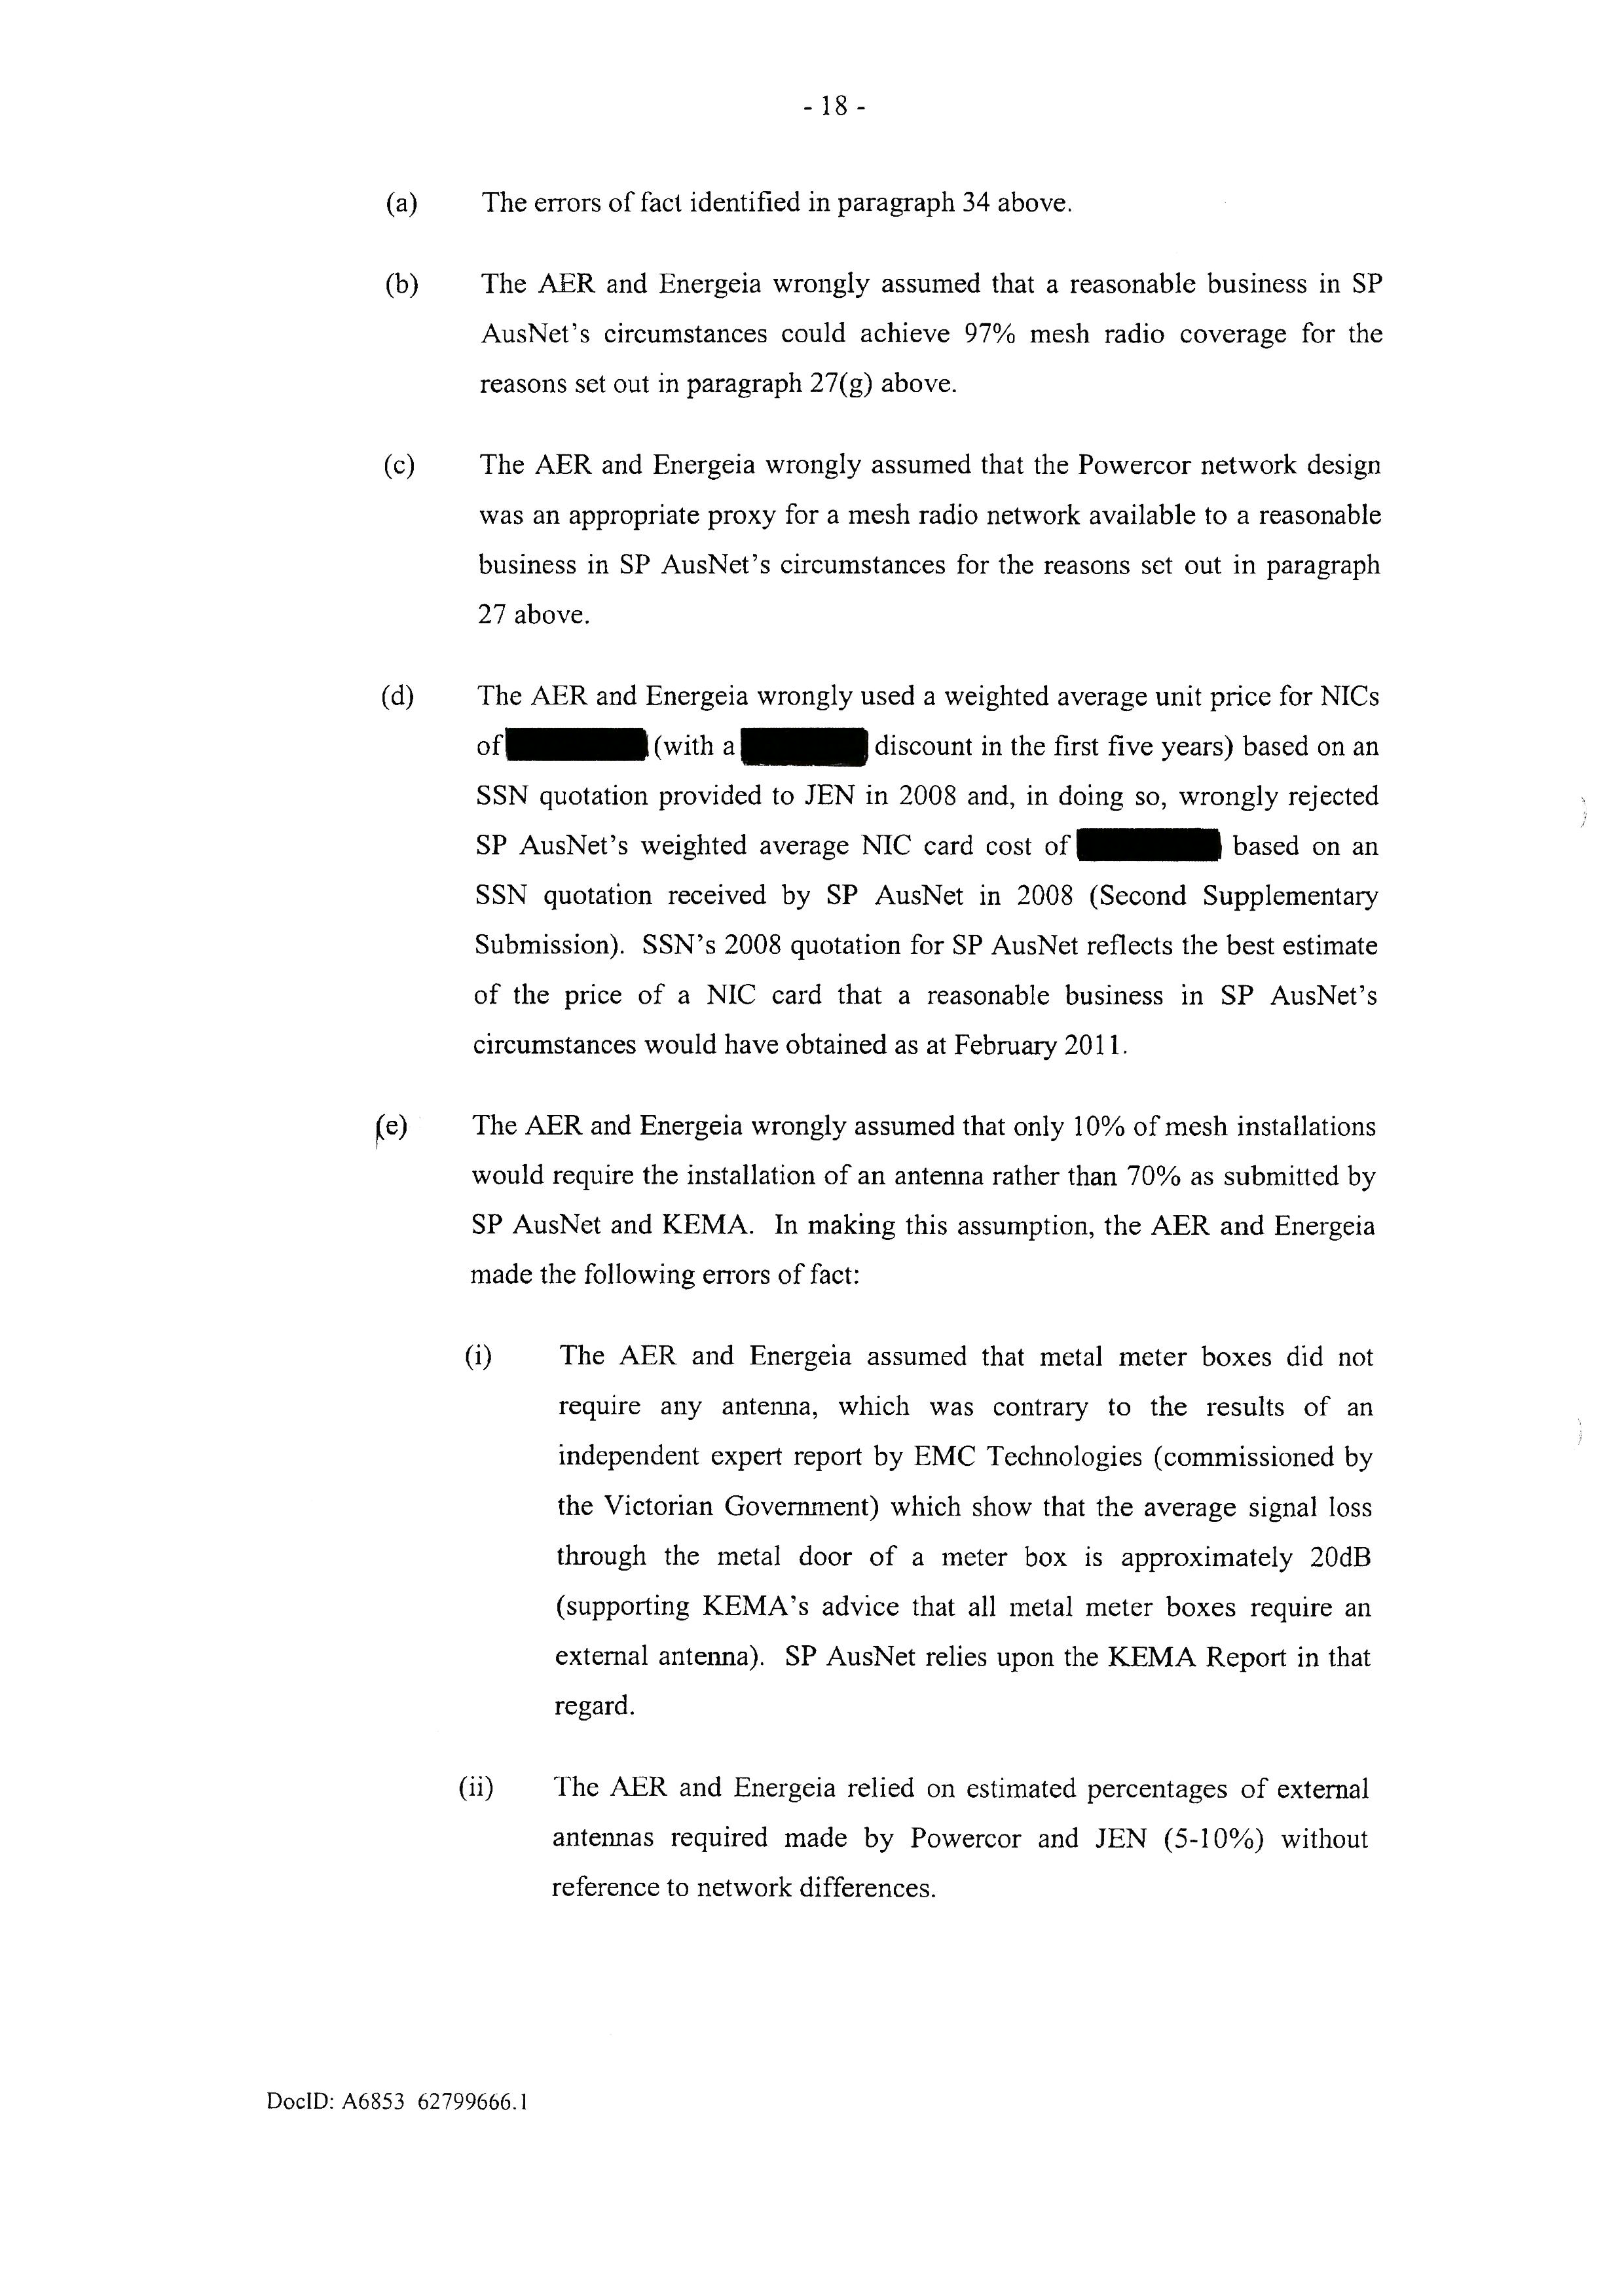 - 18 -
(a) The errors of fact identified in paragraph 34 above.
(b) The AER and Energeia wrongly assumed that a reasonable business in SP
AusNet's circumstances could achieve 97% mesh radio coverage for the
reasons set out in paragraph 27(g) above.
(c) The AER and Energeia wrongly assumed that the Powercor network design
was an appropriate proxy for a mesh radio network available to a reasonable
business in SP AusNet's circumstances for the reasons set out in paragraph
27 above.
(d) The AER and Energeia wrongly used a weighted average unit price for NICs
of (with a discount in the first five years) based on an
SSN quotation provided to JEN in 2008 and, in doing so, wrongly rejected
SP AusNet's weighted average NIC card cost of based on an
SSN quotation received by SP AusNet in 2008 (Second Supplementary
Submission). SSN's 2008 quotation for SP AusNet reflects the best estimate
of the price of a NIC card that a reasonable business in SP AusNet's
circumstances would have obtained as at February 2011.
(e) The AER and Energeia wrongly assumed that only 10% of mesh installations
would require the installation of an antenna rather than 70% as submitted by
SP AusNet and KEMA. In making this assumption, the AER and Energeia
made the following errors of fact:
(i) The AER and Energeia assumed that metal meter boxes did not
require any antenna, which was contrary to the results of an
independent expert report by EMC Technologies (commissioned by
the Victorian Government) which show that the average signal loss
through the metal door of a meter box is approximately 20dB
(supporting KEMA's advice that all metal meter boxes require an
external antenna). SP AusNet relies upon the KEMA Report in that
regard.
(ii) The AER and Energeia relied on estimated percentages of external
antennas required made by Powercor and JEN (5-10%) without
reference to network differences.
DocID: A6853 62799666.1